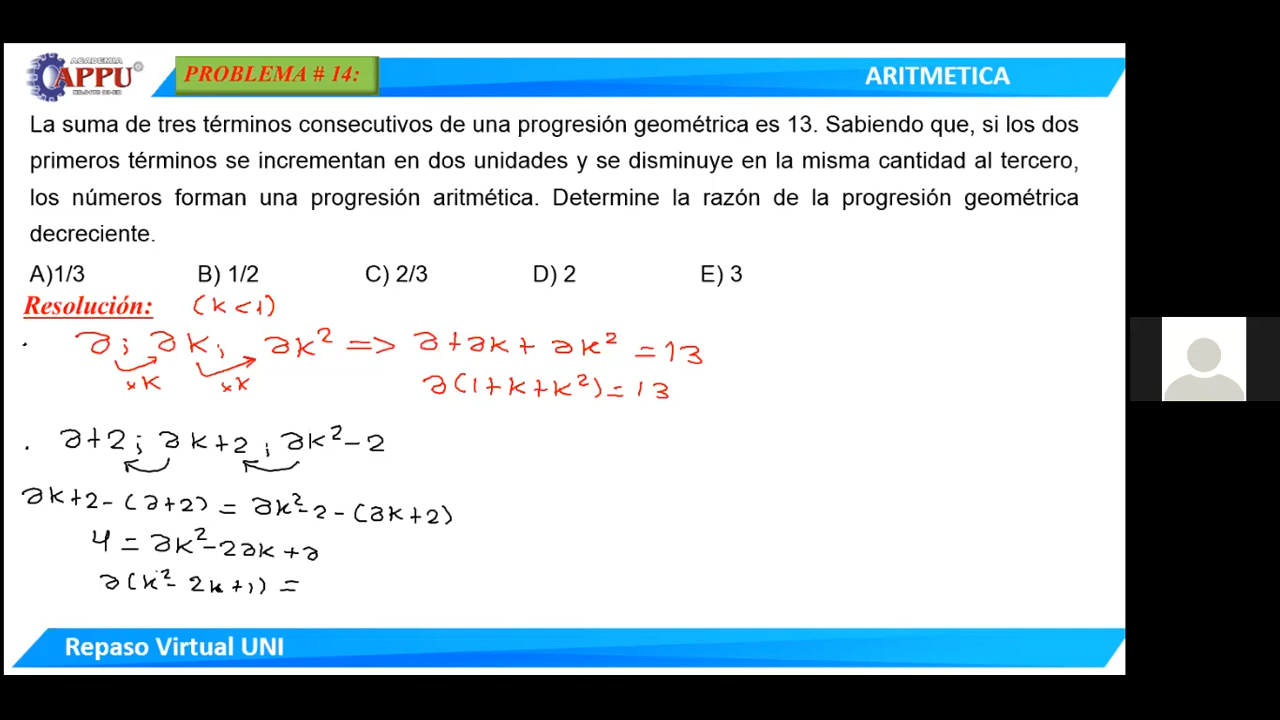 ACADEMIA
APPU
PROBLEMA # 14:
ARITMETICA
La suma de tres términos consecutivos de una progresión geométrica es 13. Sabiendo que, si los dos
primeros términos se incrementan en dos unidades y se disminuye en la misma cantidad al tercero,
los números forman una progresión aritmética. Determine la razón de la progresión geométrica
decreciente.
A)1/3 B) 1/2 C) 2/3 D) 2 E) 3
Resolución: (k < 1)
. a; ak; ak² => a+ak+ak² = 13
×k ×k a(1+k+k²) = 13
. a+2; ak+2; ak²-2
ak+2-(a+2) = ak²-2-(ak+2)
4 = ak²-2ak+a
a(k²-2k+1) =
Repaso Virtual UNI